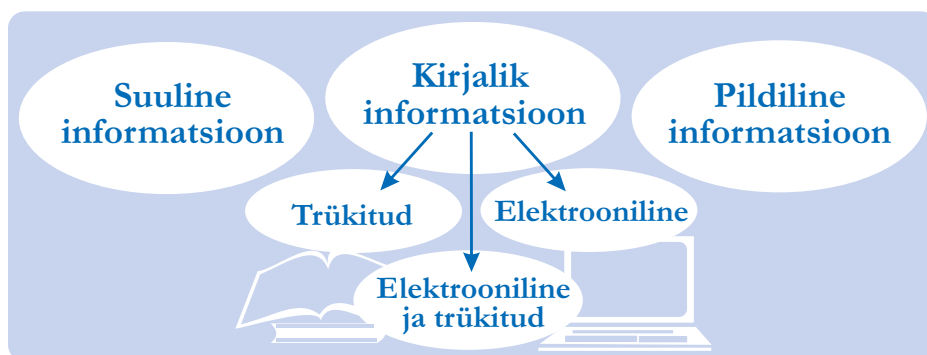 Suuline
informatsioon
Kirjalik
informatsioon
Pildiline
informatsioon
Trükitud
Elektrooniline
Elektrooniline
ja trükitud